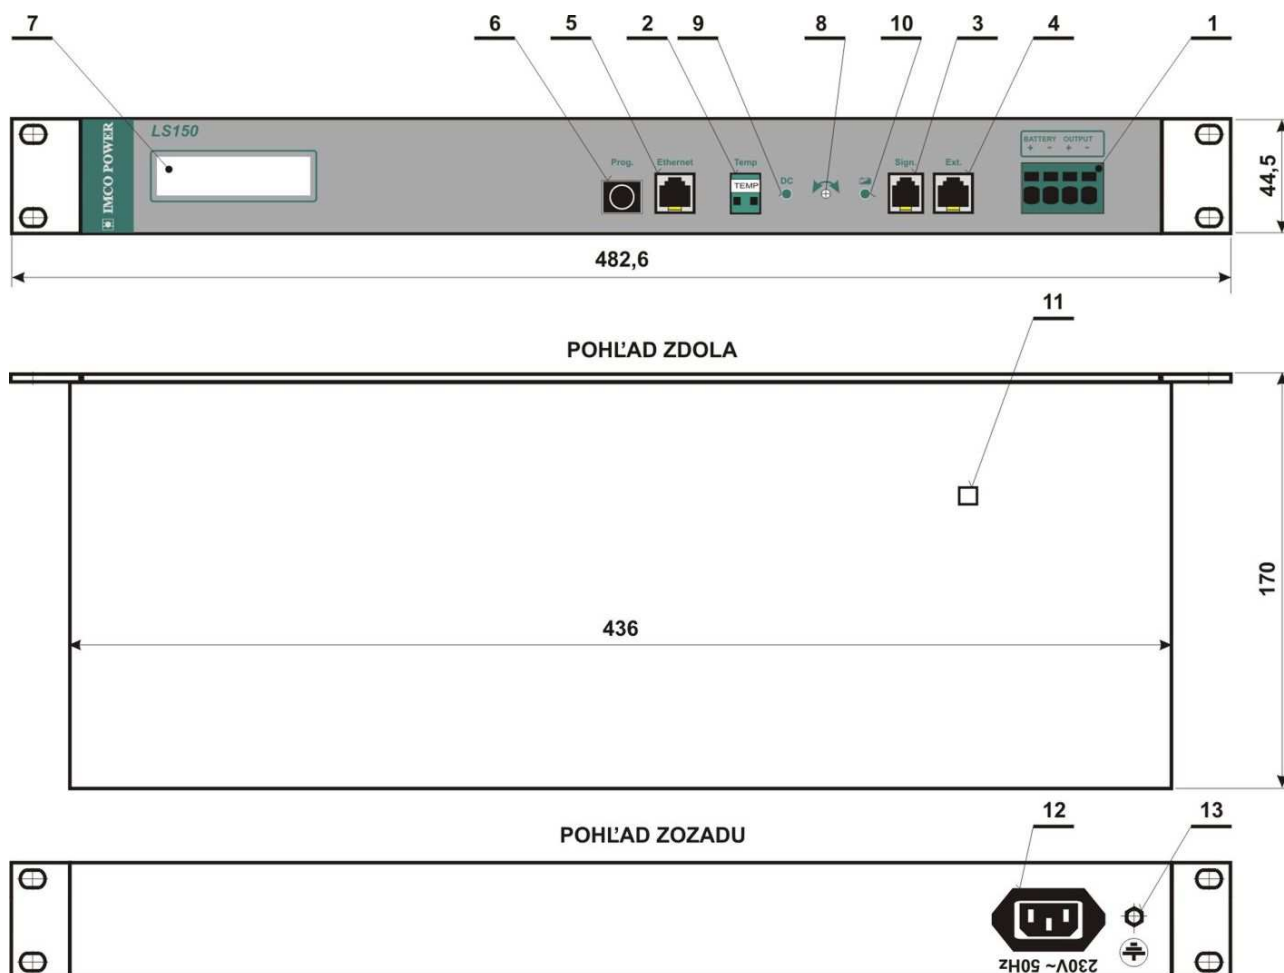 7 6 5 2 9 8 10 3 4 1
IMCO POWER
LS150
Prog. Ethernet Temp DC Sign. Ext.
BATTERY OUTPUT
+ - + -
TEMP
44,5
482,6
11
POHĽAD ZDOLA
436
170
POHĽAD ZOZADU
12 13
230V~ 50Hz